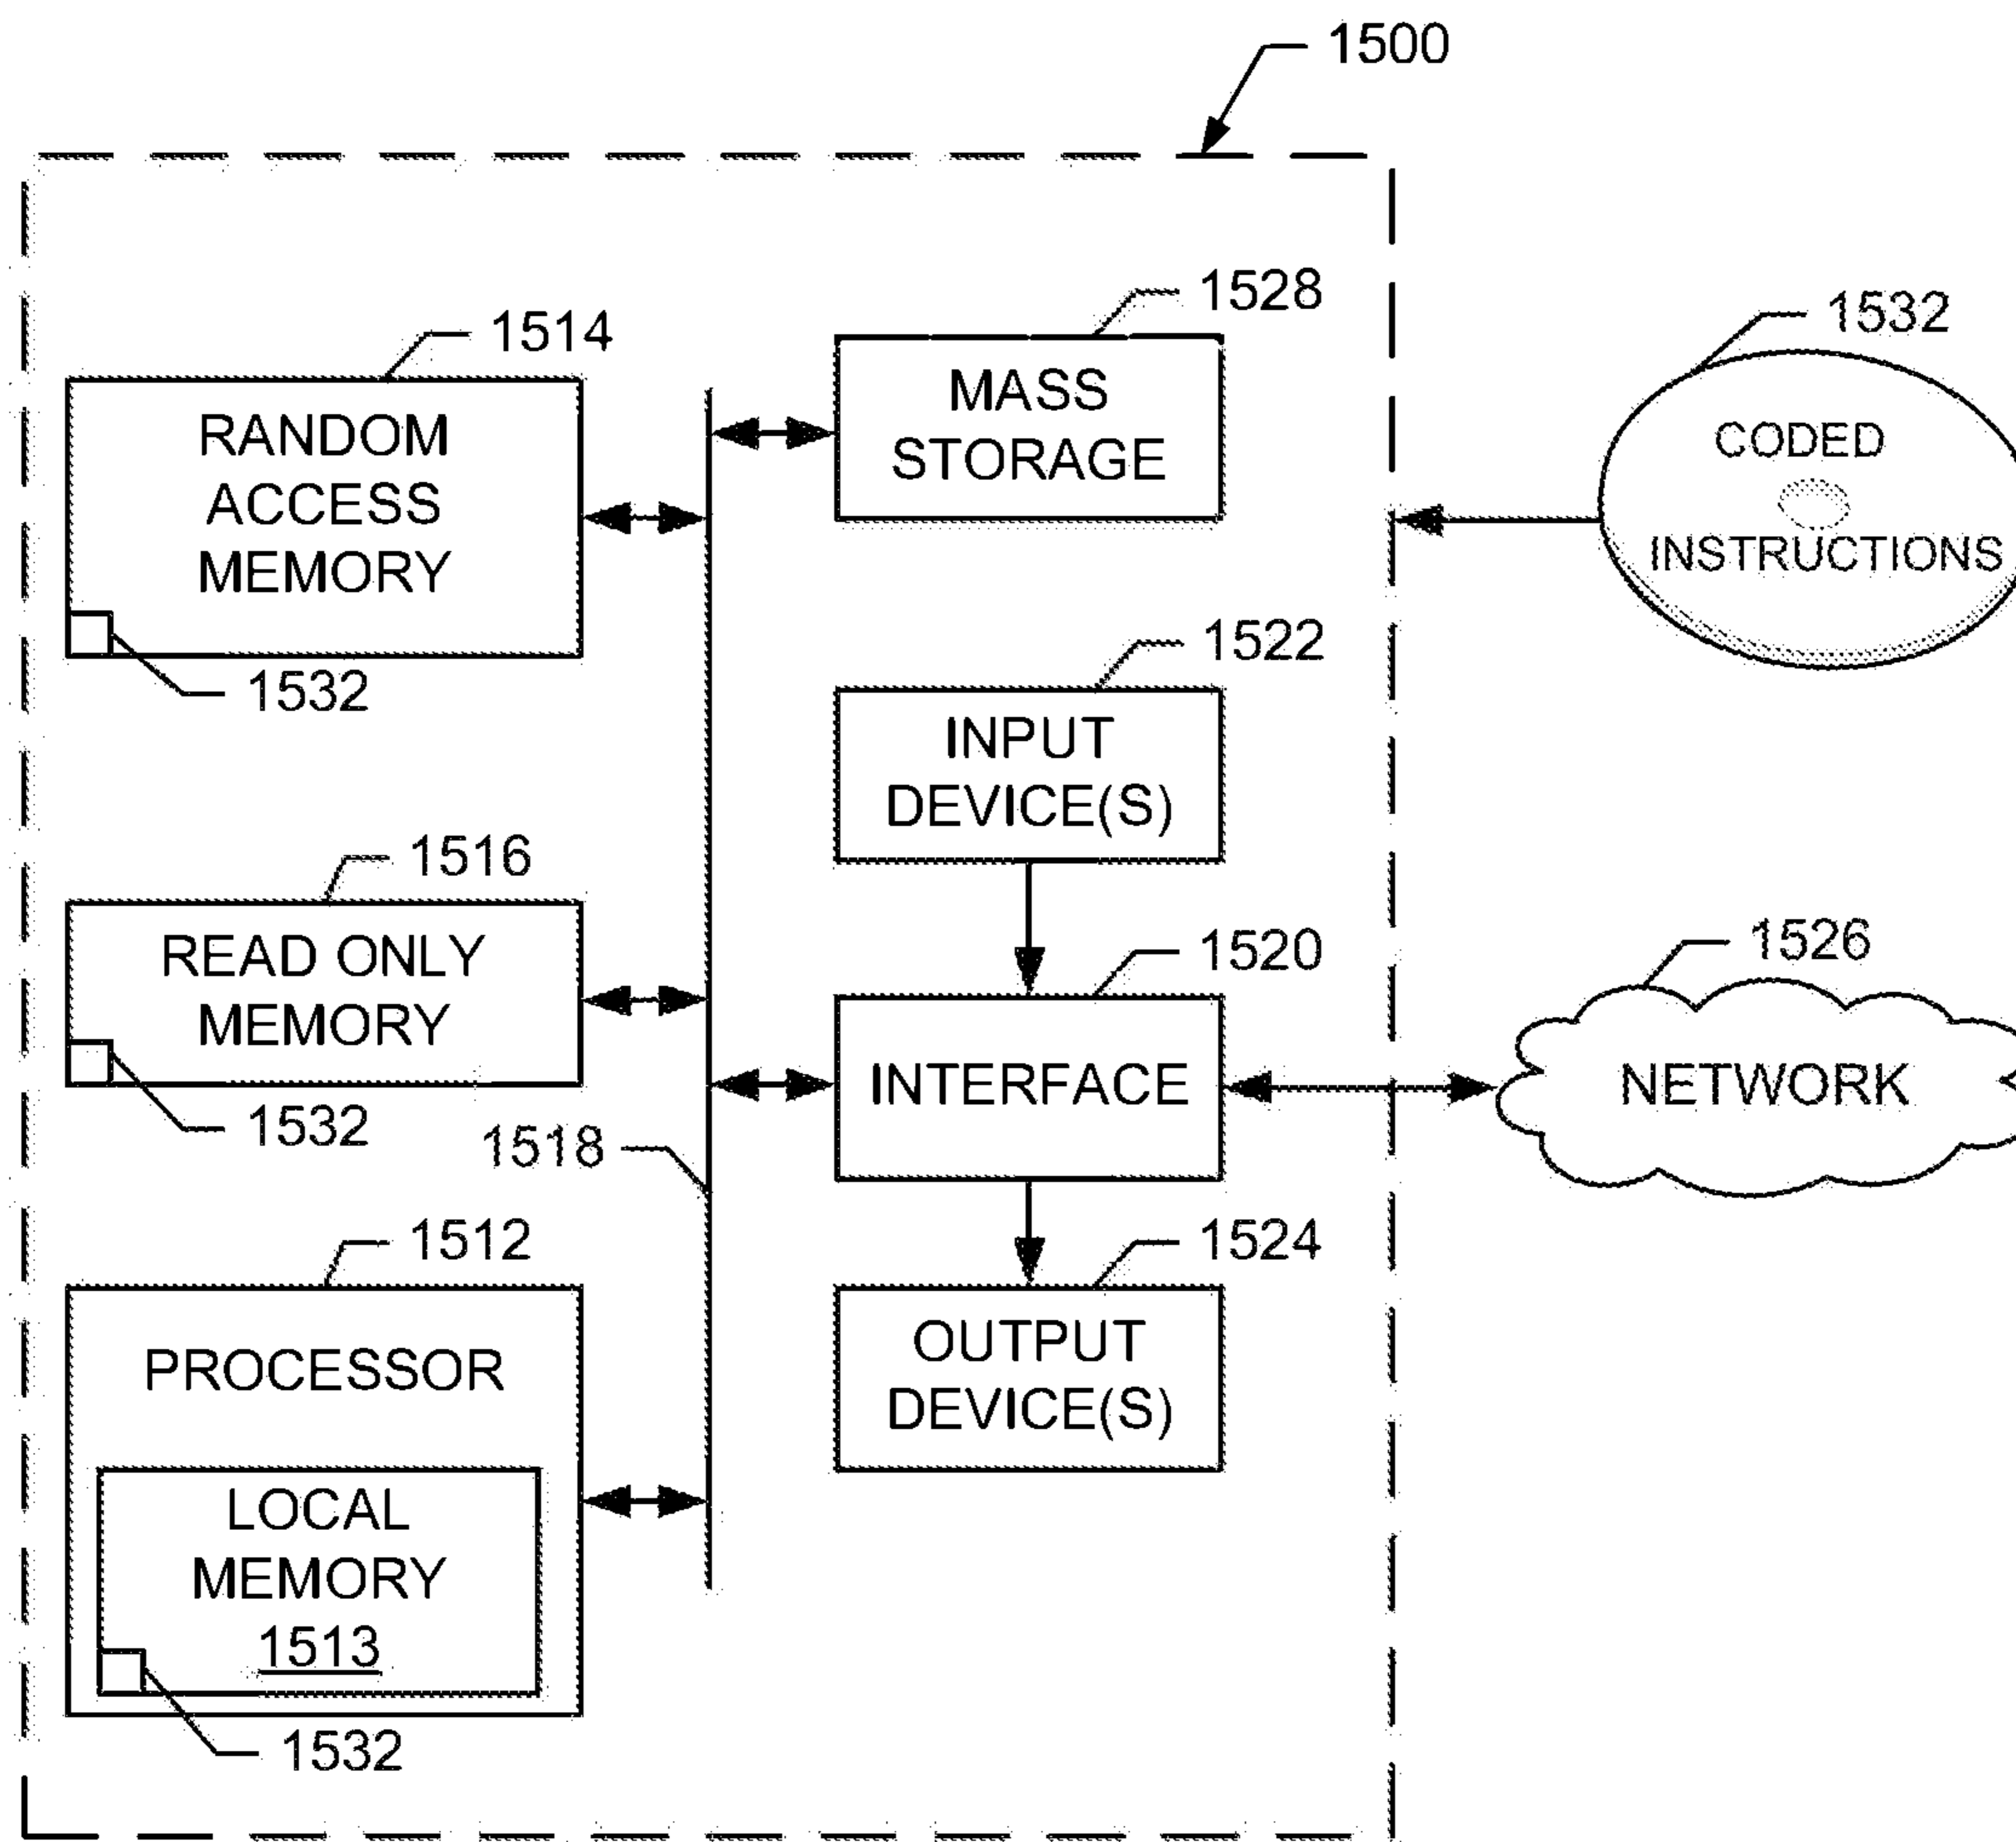 1500
1528
MASS
STORAGE
1514
RANDOM
ACCESS
MEMORY
1532
1532
CODED
INSTRUCTIONS
1522
INPUT
DEVICE(S)
1516
READ ONLY
MEMORY
1532
1520
INTERFACE
1526
NETWORK
1518
1512
PROCESSOR
LOCAL
MEMORY
1513
1532
1524
OUTPUT
DEVICE(S)